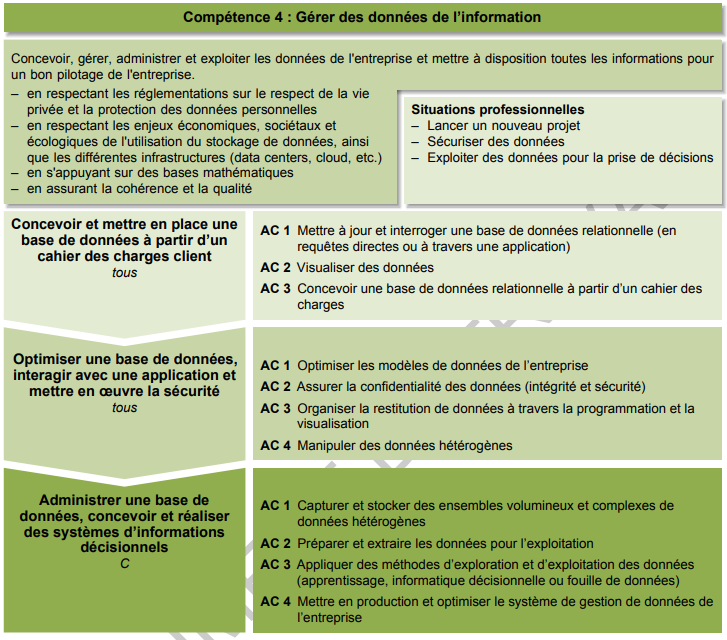 Compétence 4 : Gérer des données de l'information
Concevoir, gérer, administrer et exploiter les données de l'entreprise et mettre à disposition toutes les informations pour
un bon pilotage de l'entreprise.
– en respectant les réglementations sur le respect de la vie
privée et la protection des données personnelles
– en respectant les enjeux économiques, sociétaux et
écologiques de l'utilisation du stockage de données, ainsi
que les différentes infrastructures (data centers, cloud, etc.)
– en s'appuyant sur des bases mathématiques
– en assurant la cohérence et la qualité
Situations professionnelles
– Lancer un nouveau projet
– Sécuriser des données
– Exploiter des données pour la prise de décisions
Concevoir et mettre en place une
base de données à partir d'un
cahier des charges client
tous
AC 1 Mettre à jour et interroger une base de données relationnelle (en
requêtes directes ou à travers une application)
AC 2 Visualiser des données
AC 3 Concevoir une base de données relationnelle à partir d'un cahier des
charges
Optimiser une base de données,
interagir avec une application et
mettre en œuvre la sécurité
tous
AC 1 Optimiser les modèles de données de l'entreprise
AC 2 Assurer la confidentialité des données (intégrité et sécurité)
AC 3 Organiser la restitution de données à travers la programmation et la
visualisation
AC 4 Manipuler des données hétérogènes
Administrer une base de
données, concevoir et réaliser
des systèmes d'informations
décisionnels
C
AC 1 Capturer et stocker des ensembles volumineux et complexes de
données hétérogènes
AC 2 Préparer et extraire les données pour l'exploitation
AC 3 Appliquer des méthodes d'exploration et d'exploitation des données
(apprentissage, informatique décisionnelle ou fouille de données)
AC 4 Mettre en production et optimiser le système de gestion de données de
l'entreprise